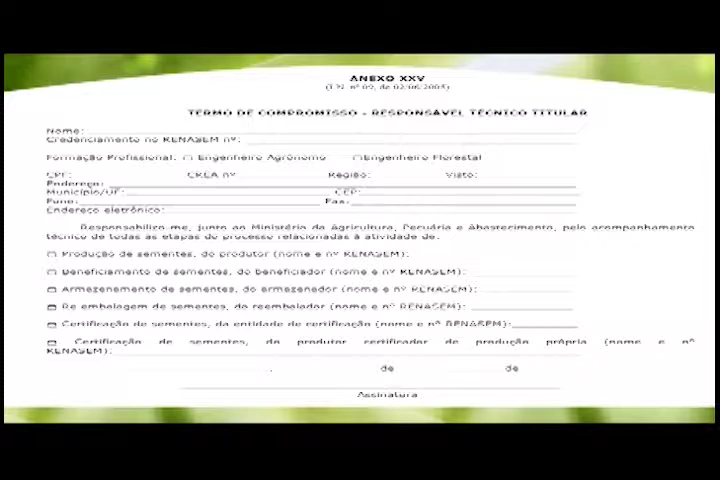 ANEXO XXV
(I.N. nº 09, de 02/06/2005)
TERMO DE COMPROMISSO – RESPONSÁVEL TÉCNICO TITULAR
Nome:
Credenciamento no RENASEM nº:
Formação Profissional: □ Engenheiro Agrônomo □ Engenheiro Florestal
CPF: CREA nº Região: Visto:
Endereço:
Município/UF: CEP:
Fone: Fax:
Endereço eletrônico:
Responsabilizo-me, junto ao Ministério da Agricultura, Pecuária e Abastecimento, pelo acompanhamento
técnico de todas as etapas do processo relacionadas à atividade de:
□ Produção de sementes, do produtor (nome e nº RENASEM):
□ Beneficiamento de sementes, do beneficiador (nome e nº RENASEM):
□ Armazenamento de sementes, do armazenador (nome e nº RENASEM):
□ Re embalagem de sementes, do reembalador (nome e nº RENASEM):
□ Certificação de sementes, da entidade de certificação (nome e nº RENASEM):
□ Certificação de sementes, do produtor certificador de produção própria (nome e nº
RENASEM):
, de de
Assinatura